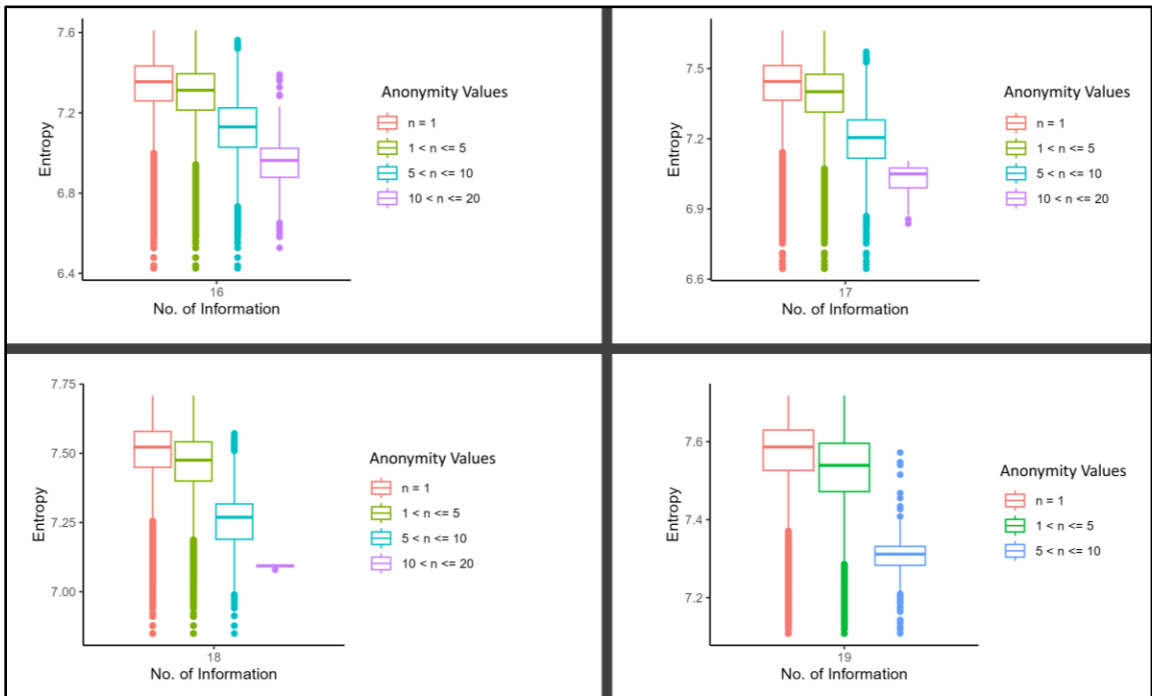 7.6
7.2
6.8
6.4
Entropy
16
No. of Information
Anonymity Values
n = 1
1 < n <= 5
5 < n <= 10
10 < n <= 20
7.5
7.2
6.9
6.6
Entropy
17
No. of Information
Anonymity Values
n = 1
1 < n <= 5
5 < n <= 10
10 < n <= 20
7.75
7.50
7.25
7.00
Entropy
18
No. of Information
Anonymity Values
n = 1
1 < n <= 5
5 < n <= 10
10 < n <= 20
7.6
7.4
7.2
Entropy
19
No. of Information
Anonymity Values
n = 1
1 < n <= 5
5 < n <= 10